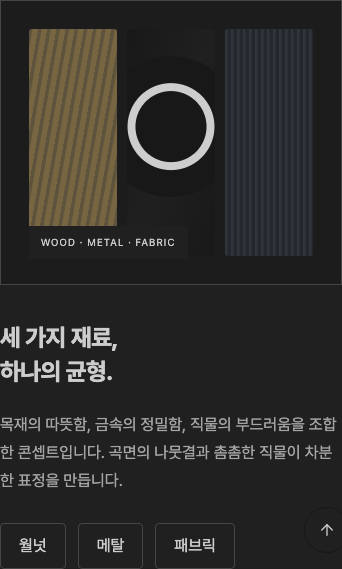 WOOD · METAL · FABRIC
세 가지 재료,
하나의 균형.
목재의 따뜻함, 금속의 정밀함, 직물의 부드러움을 조합
한 콘셉트입니다. 곡면의 나뭇결과 촘촘한 직물이 차분
한 표정을 만듭니다.
월넛 메탈 패브릭